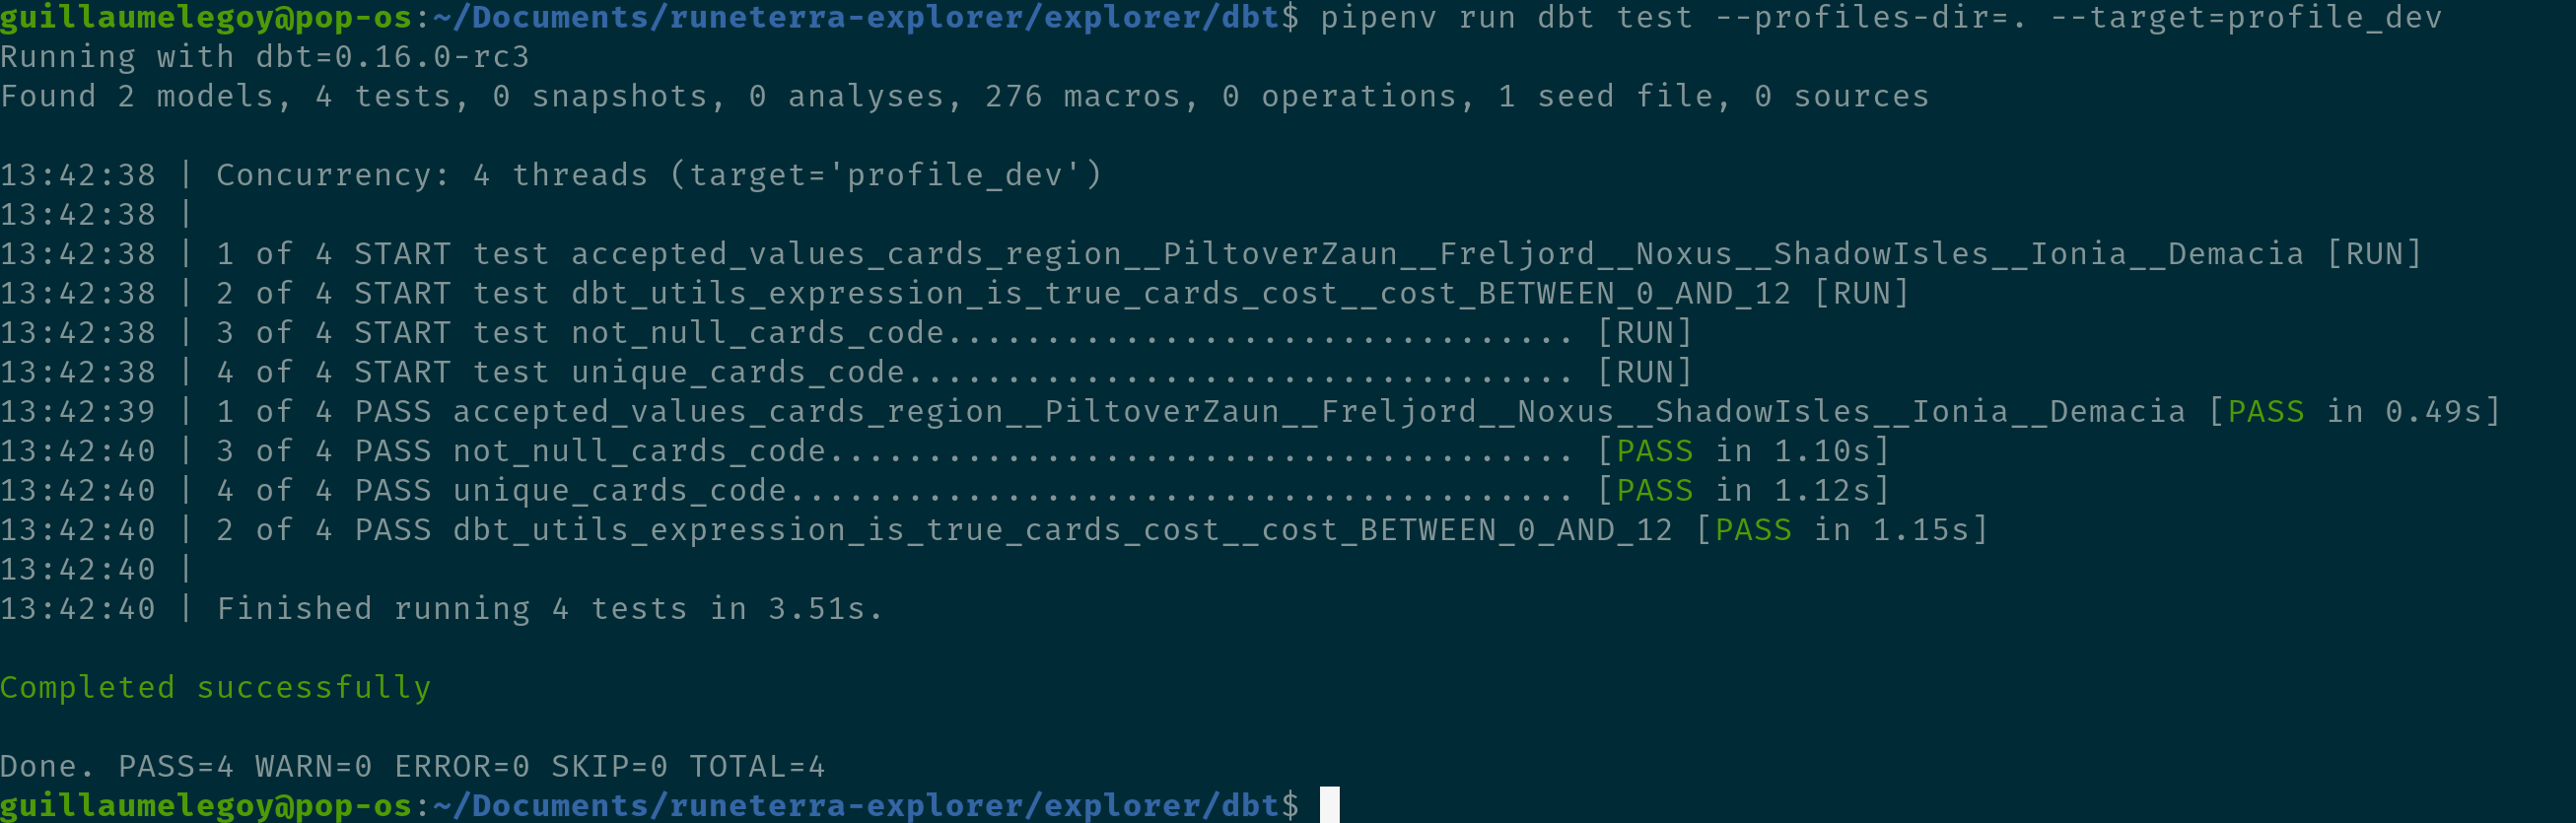 guillaumelegoy@pop-os:~/Documents/runeterra-explorer/explorer/dbt$ pipenv run dbt test --profiles-dir=. --target=profile_dev
Running with dbt=0.16.0-rc3
Found 2 models, 4 tests, 0 snapshots, 0 analyses, 276 macros, 0 operations, 1 seed file, 0 sources
13:42:38 | Concurrency: 4 threads (target='profile_dev')
13:42:38 |
13:42:38 | 1 of 4 START test accepted_values_cards_region__PiltoverZaun__Freljord__Noxus__ShadowIsles__Ionia__Demacia [RUN]
13:42:38 | 2 of 4 START test dbt_utils_expression_is_true_cards_cost__cost_BETWEEN_0_AND_12 [RUN]
13:42:38 | 3 of 4 START test not_null_cards_code................................ [RUN]
13:42:38 | 4 of 4 START test unique_cards_code.................................. [RUN]
13:42:39 | 1 of 4 PASS accepted_values_cards_region__PiltoverZaun__Freljord__Noxus__ShadowIsles__Ionia__Demacia [PASS in 0.49s]
13:42:40 | 3 of 4 PASS not_null_cards_code...................................... [PASS in 1.10s]
13:42:40 | 4 of 4 PASS unique_cards_code........................................ [PASS in 1.12s]
13:42:40 | 2 of 4 PASS dbt_utils_expression_is_true_cards_cost__cost_BETWEEN_0_AND_12 [PASS in 1.15s]
13:42:40 |
13:42:40 | Finished running 4 tests in 3.51s.
Completed successfully
Done. PASS=4 WARN=0 ERROR=0 SKIP=0 TOTAL=4
guillaumelegoy@pop-os:~/Documents/runeterra-explorer/explorer/dbt$